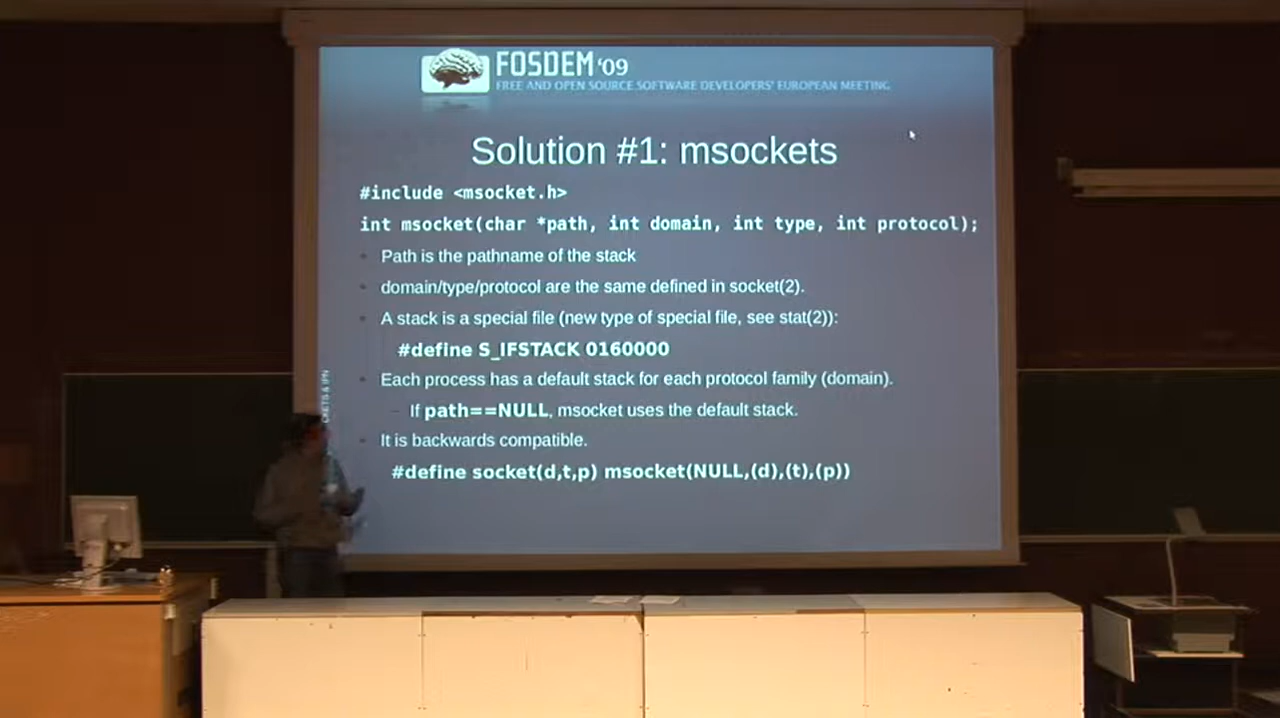 FOSDEM '09
FREE AND OPEN SOURCE SOFTWARE DEVELOPERS' EUROPEAN MEETING
Solution #1: msockets
#include <msocket.h>
int msocket(char *path, int domain, int type, int protocol);
Path is the pathname of the stack
domain/type/protocol are the same defined in socket(2).
A stack is a special file (new type of special file, see stat(2)):
#define S_IFSTACK 0160000
Each process has a default stack for each protocol family (domain).
– If path==NULL, msocket uses the default stack.
It is backwards compatible.
#define socket(d,t,p) msocket(NULL,(d),(t),(p))